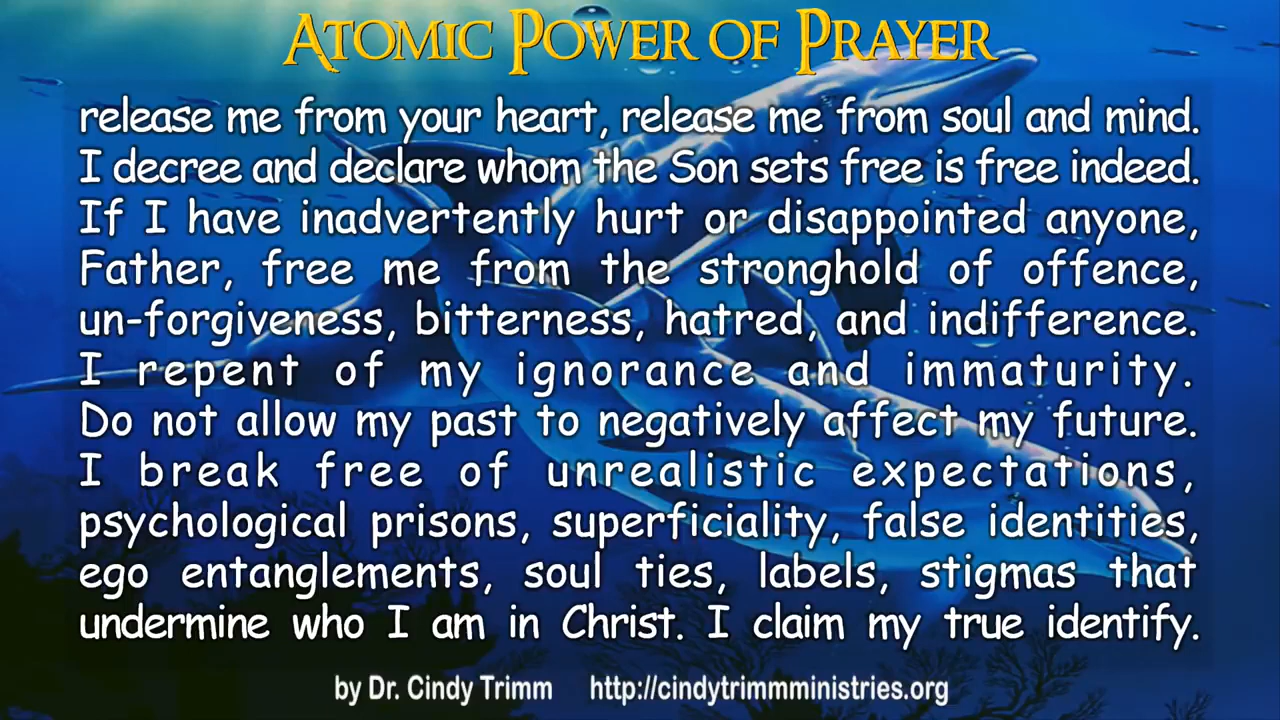 ATOMIC POWER OF PRAYER
release me from your heart, release me from soul and mind.
I decree and declare whom the Son sets free is free indeed.
If I have inadvertently hurt or disappointed anyone,
Father, free me from the stronghold of offence,
un-forgiveness, bitterness, hatred, and indifference.
I repent of my ignorance and immaturity.
Do not allow my past to negatively affect my future.
I break free of unrealistic expectations,
psychological prisons, superficiality, false identities,
ego entanglements, soul ties, labels, stigmas that
undermine who I am in Christ. I claim my true identify.
by Dr. Cindy Trimm http://cindytrimmministries.org